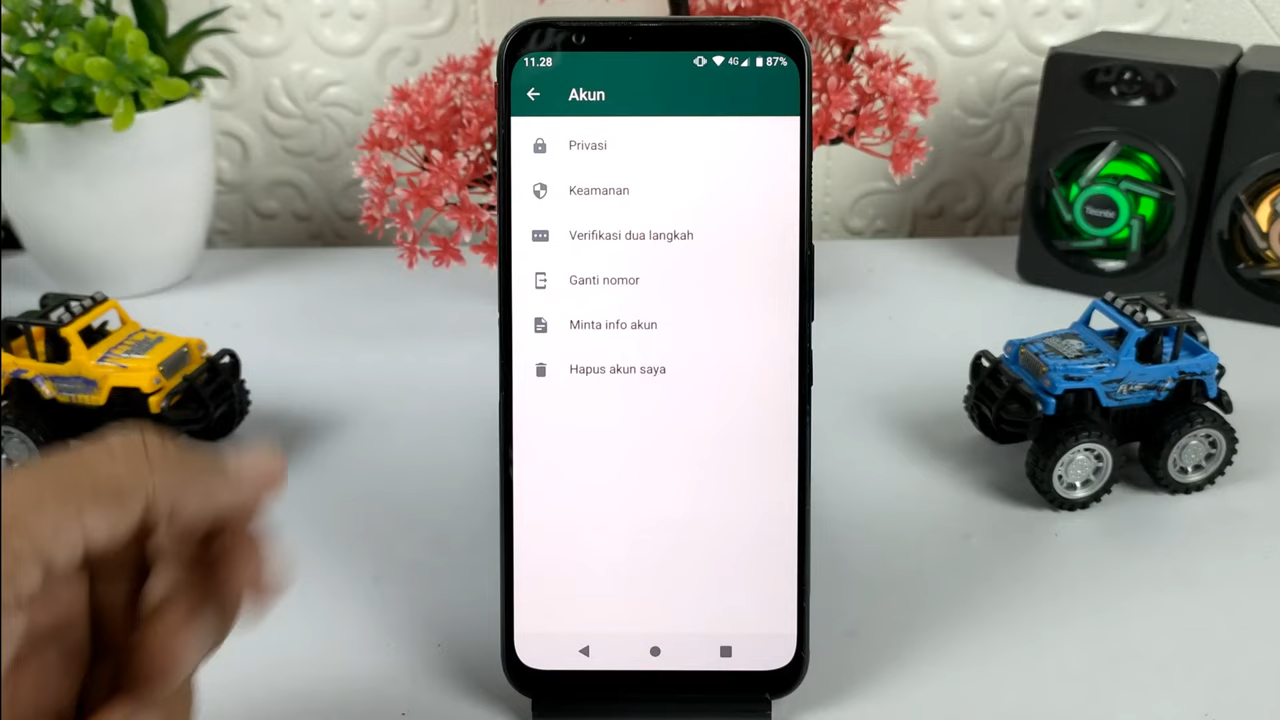 11.28
4G
87%
Akun
Privasi
Keamanan
Verifikasi dua langkah
Ganti nomor
Minta info akun
Hapus akun saya